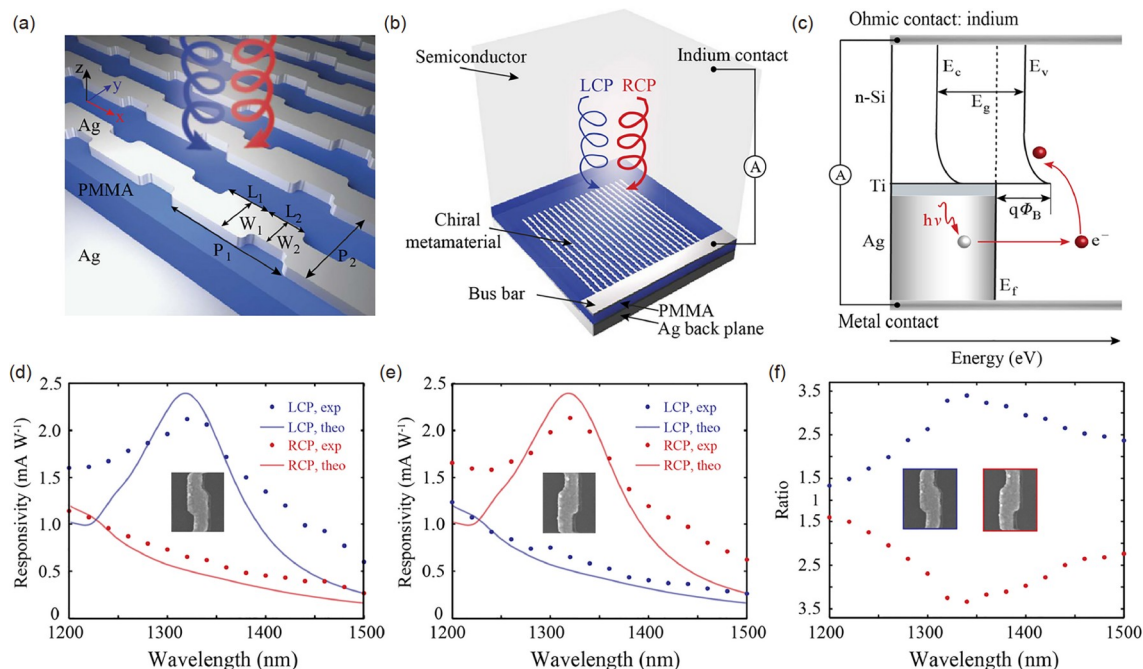 (a)
z
y
x
Ag
PMMA
Ag
L1
L2
W1
W2
P1
P2
(b)
Semiconductor
Indium contact
LCP
RCP
A
Chiral
metamaterial
Bus bar
PMMA
Ag back plane
(c)
Ohmic contact: indium
n-Si
Ec
Ev
Eg
A
Ti
qΦB
hν
Ag
e−
Ef
Metal contact
Energy (eV)
(d)
Responsivity (mA W-1)
2.5
2.0
1.5
1.0
0.5
0
LCP, exp
LCP, theo
RCP, exp
RCP, theo
1200
1300
1400
1500
Wavelength (nm)
(e)
Responsivity (mA W-1)
2.5
2.0
1.5
1.0
0.5
0
LCP, exp
LCP, theo
RCP, exp
RCP, theo
1200
1300
1400
1500
Wavelength (nm)
(f)
Ratio
3.5
2.5
1.5
1
1.5
2.5
3.5
1200
1300
1400
1500
Wavelength (nm)